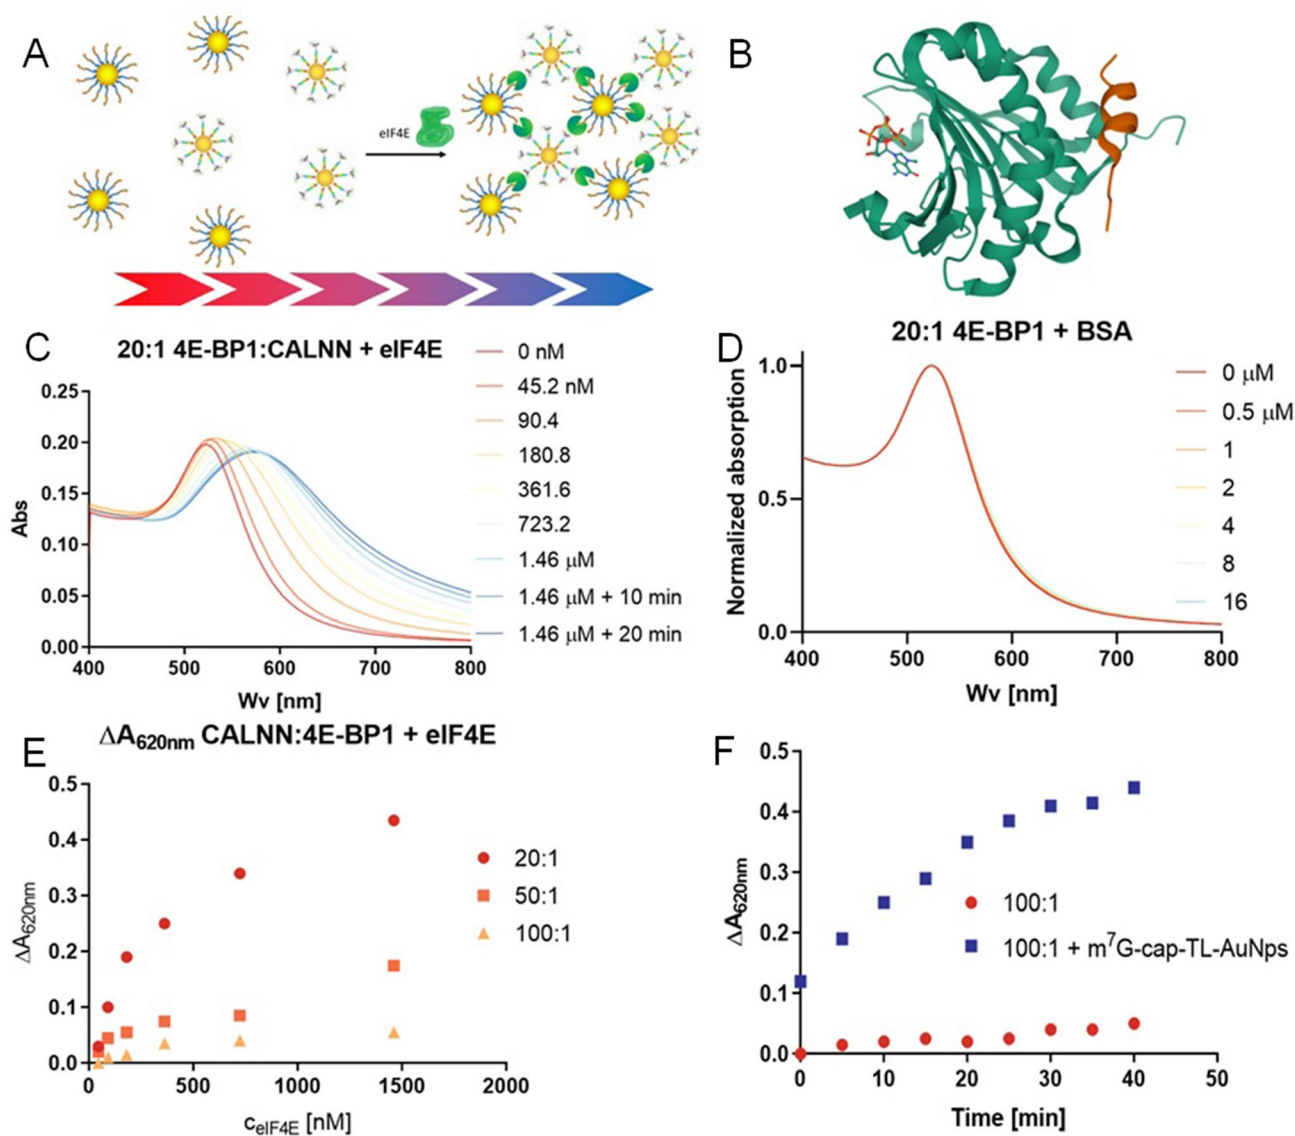 A
eIF4E
B
C
20:1 4E-BP1:CALNN + eIF4E
0.25
0.20
0.15
0.10
0.05
0.00
Abs
400
500
600
700
800
Wv [nm]
0 nM
45.2 nM
90.4
180.8
361.6
723.2
1.46 μM
1.46 μM + 10 min
1.46 μM + 20 min
D
20:1 4E-BP1 + BSA
1.0
0.5
0.0
Normalized absorption
400
500
600
700
800
Wv [nm]
0 μM
0.5 μM
1
2
4
8
16
E
ΔA620nm CALNN:4E-BP1 + eIF4E
0.5
0.4
0.3
0.2
0.1
0.0
ΔA620nm
0
500
1000
1500
2000
ceIF4E [nM]
20:1
50:1
100:1
F
0.5
0.4
0.3
0.2
0.1
0.0
ΔA620nm
0
10
20
30
40
50
Time [min]
100:1
100:1 + m⁷G-cap-TL-AuNps